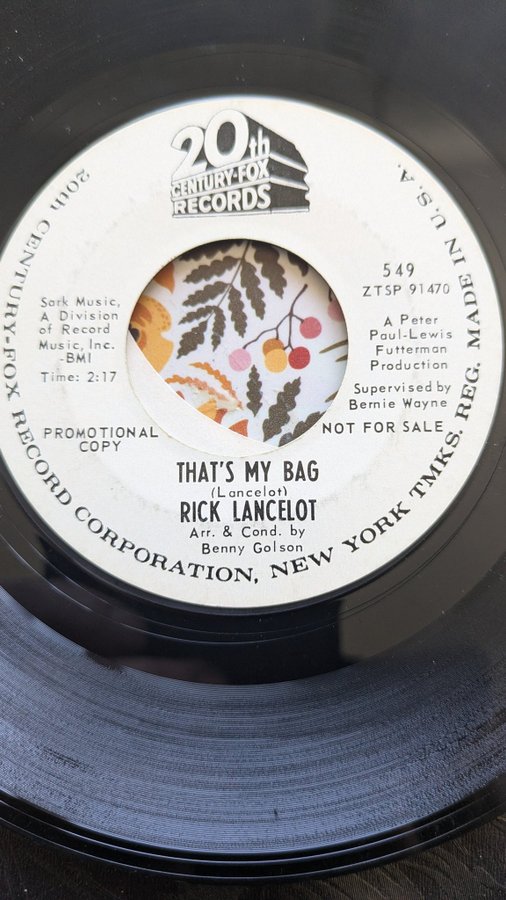 20th
CENTURY-FOX
RECORDS
549
ZTSP 91470
Sark Music,
A Division
of Record
Music, Inc.
-BMI
Time: 2:17
A Peter
Paul-Lewis
Futterman
Production
Supervised by
Bernie Wayne
PROMOTIONAL
COPY
NOT FOR SALE
THAT'S MY BAG
(Lancelot)
RICK LANCELOT
Arr. & Cond. by
Benny Golson
20th CENTURY-FOX RECORD CORPORATION, NEW YORK TMKS. REG. MADE IN U.S.A.